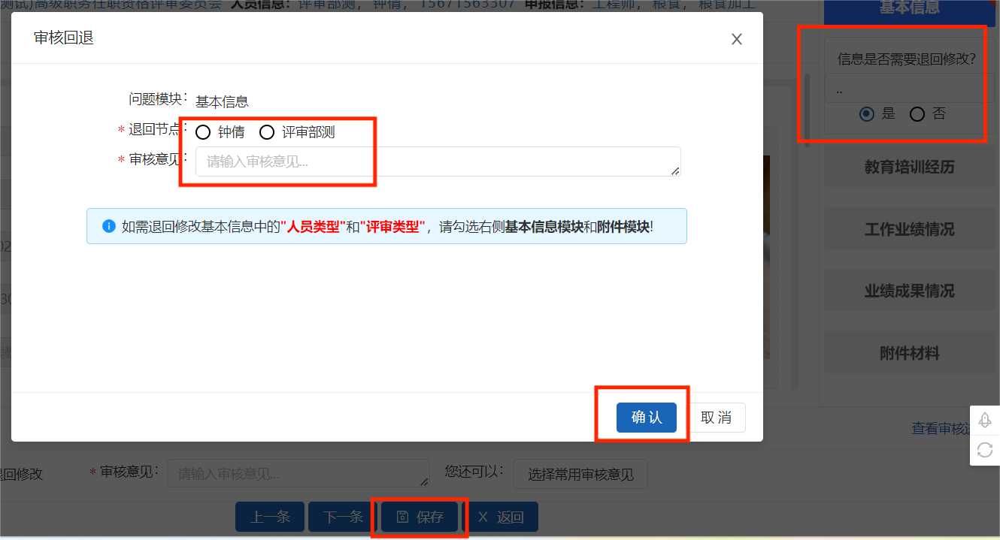 测试)高级职务任职资格评审委员会 人员信息: 评审部测, 钟倩, 15671563307 申报信息: 工程师, 粮食, 粮食加工
基本信息
审核回退
X
信息是否需要退回修改?
..
是 否
问题模块: 基本信息
* 退回节点: 钟倩 评审部测
* 审核意见: 请输入审核意见...
如需退回修改基本信息中的"人员类型"和"评审类型", 请勾选右侧基本信息模块和附件模块!
教育培训经历
工作业绩情况
业绩成果情况
附件材料
确认 取消
查看审核
退回修改 * 审核意见: 请输入审核意见... 您还可以: 选择常用审核意见
上一条 下一条 保存 X 返回